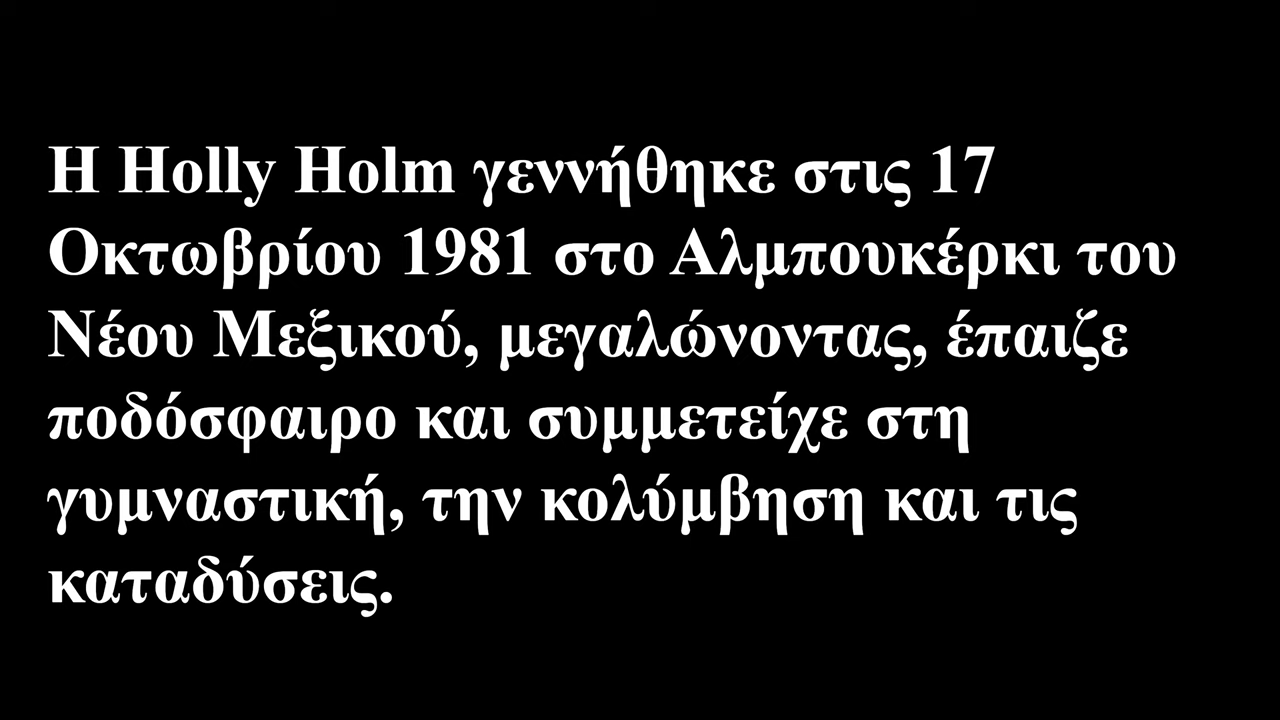 Η Holly Holm γεννήθηκε στις 17
Οκτωβρίου 1981 στο Αλμπουκέρκι του
Νέου Μεξικού, μεγαλώνοντας, έπαιζε
ποδόσφαιρο και συμμετείχε στη
γυμναστική, την κολύμβηση και τις
καταδύσεις.